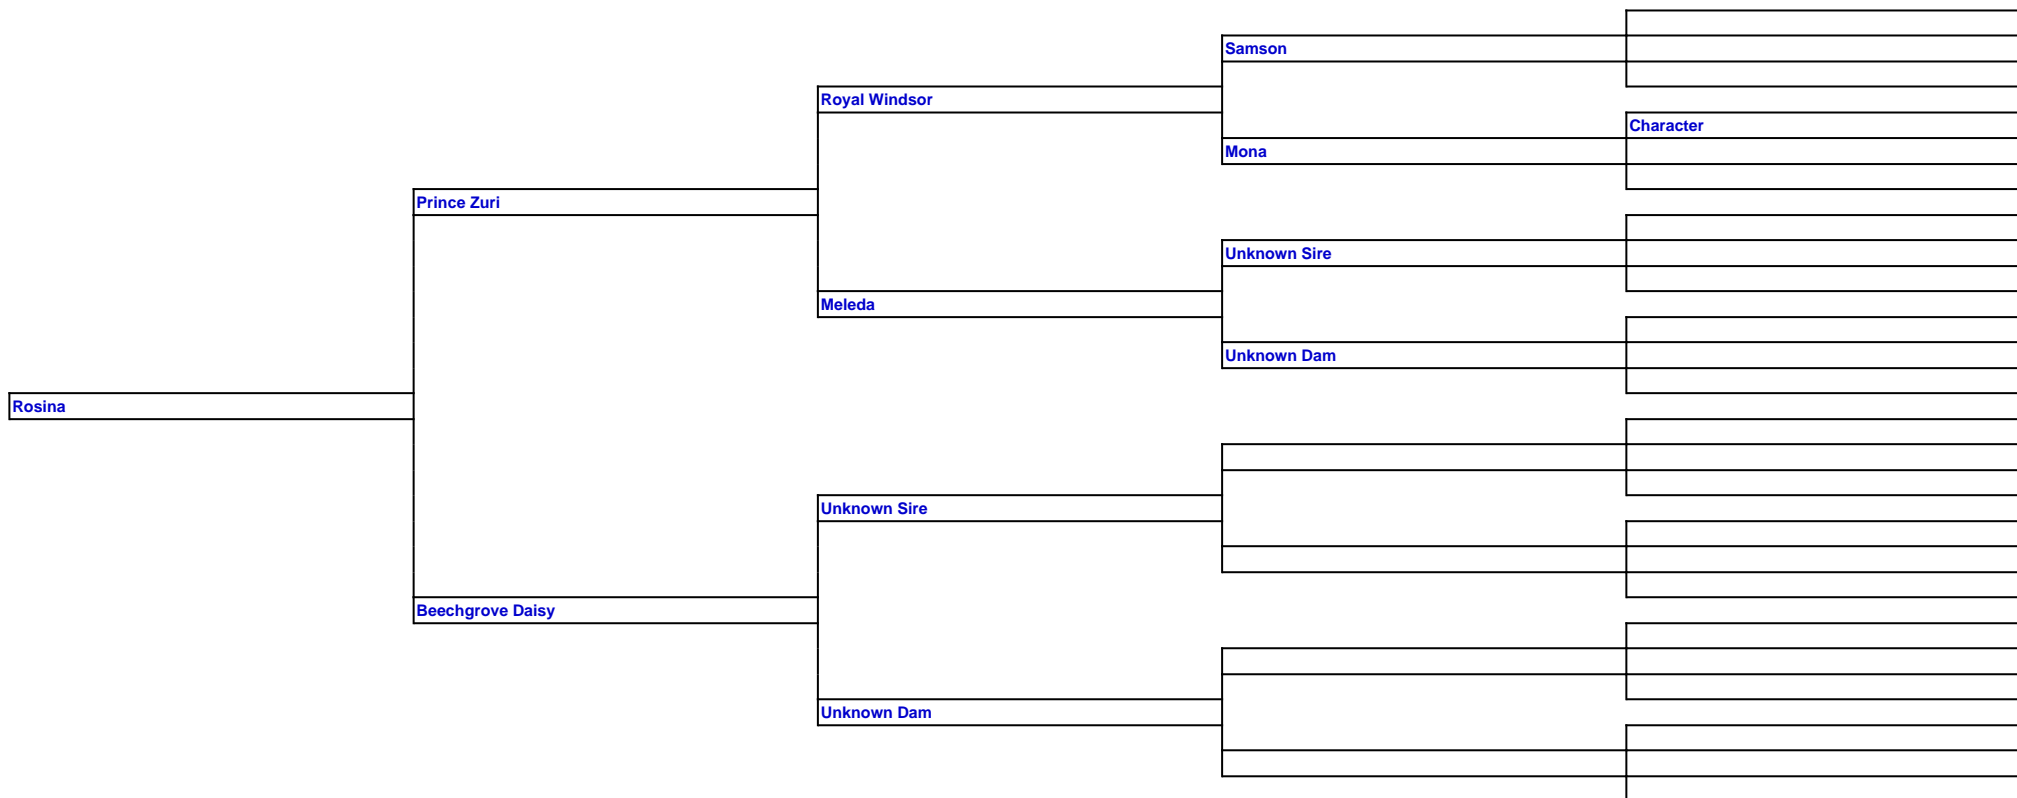 Samson
Royal Windsor
Character
Mona
Prince Zuri
Unknown Sire
Meleda
Unknown Dam
Rosina
Unknown Sire
Beechgrove Daisy
Unknown Dam